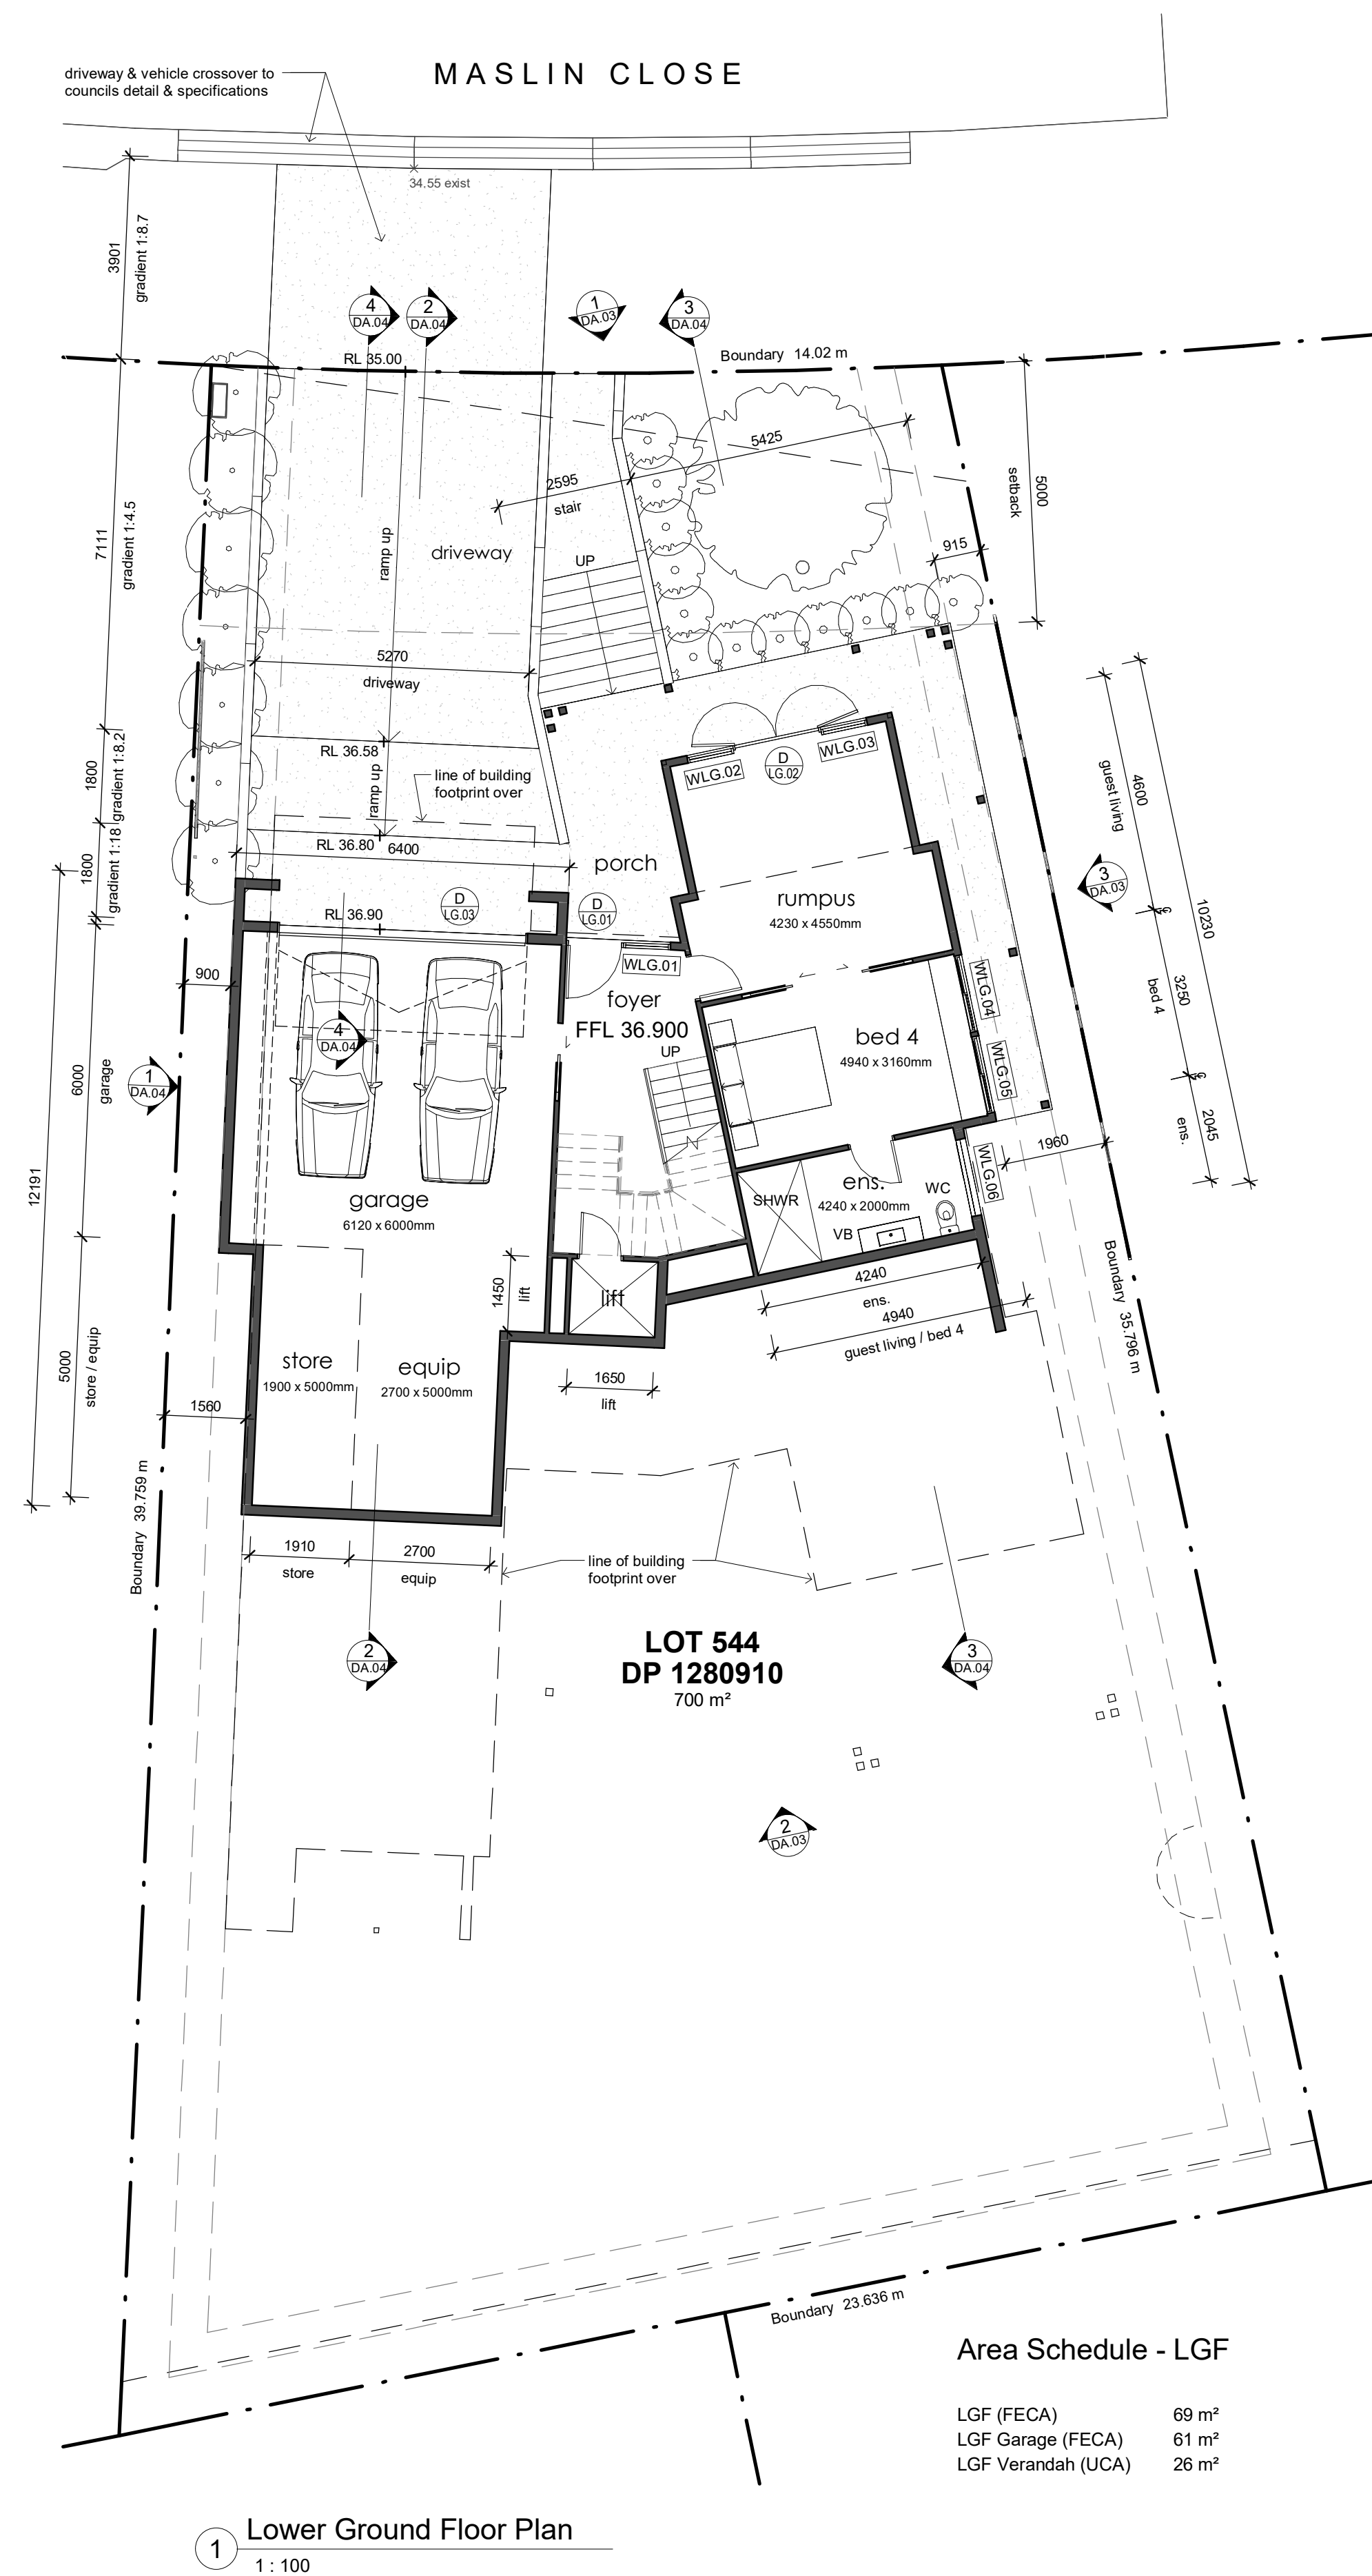 MASLIN CLOSE
driveway & vehicle crossover to
councils detail & specifications
34.55 exist
3901
gradient 1:8.7
4
DA.04
2
DA.04
1
DA.03
3
DA.04
RL 35.00
Boundary 14.02 m
5425
2595
stair
setback
5000
7111
gradient 1:4.5
ramp up
driveway
UP
915
5270
driveway
RL 36.58
1800
gradient 1:8.2
ramp up
line of building
footprint over
WLG.02
D
LG.02
WLG.03
4600
guest living
RL 36.80
6400
1800
gradient 1:18
porch
rumpus
4230 x 4550mm
3
DA.03
10230
RL 36.90
D
LG.03
D
LG.01
WLG.01
900
foyer
FFL 36.900
UP
WLG.04
3250
bed 4
4
DA.04
bed 4
4940 x 3160mm
WLG.05
1
DA.04
6000
garage
2045
ens.
1960
12191
garage
6120 x 6000mm
SHWR
ens.
4240 x 2000mm
WC
VB
WLG.06
1450
lift
lift
4240
ens.
4940
guest living / bed 4
Boundary 35.796 m
5000
store / equip
store
1900 x 5000mm
equip
2700 x 5000mm
1650
lift
1560
Boundary 39.759 m
1910
store
2700
equip
line of building
footprint over
LOT 544
DP 1280910
700 m²
2
DA.04
3
DA.04
2
DA.03
Boundary 23.636 m
Area Schedule - LGF
LGF (FECA) 69 m²
LGF Garage (FECA) 61 m²
LGF Verandah (UCA) 26 m²
1
Lower Ground Floor Plan
1 : 100